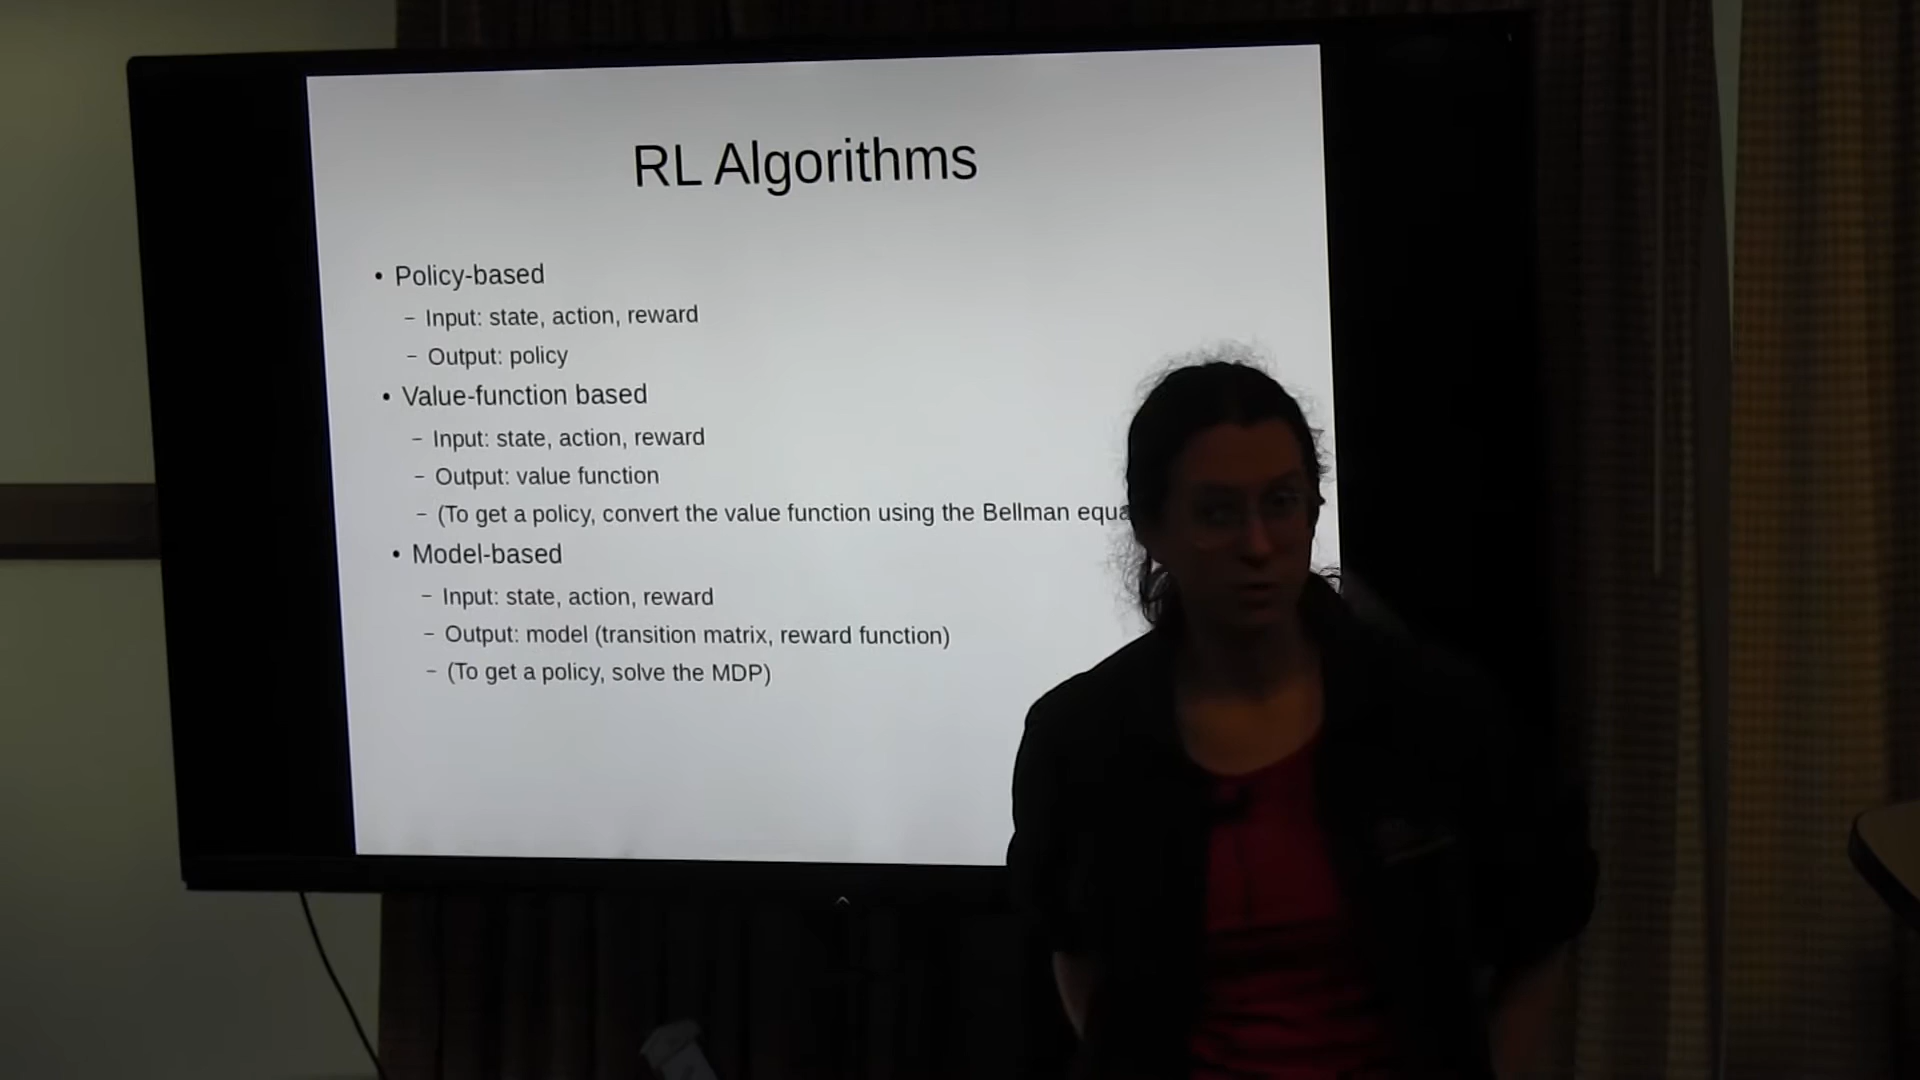 RL Algorithms
• Policy-based
– Input: state, action, reward
– Output: policy
• Value-function based
– Input: state, action, reward
– Output: value function
– (To get a policy, convert the value function using the Bellman
• Model-based
– Input: state, action, reward
– Output: model (transition matrix, reward function)
– (To get a policy, solve the MDP)